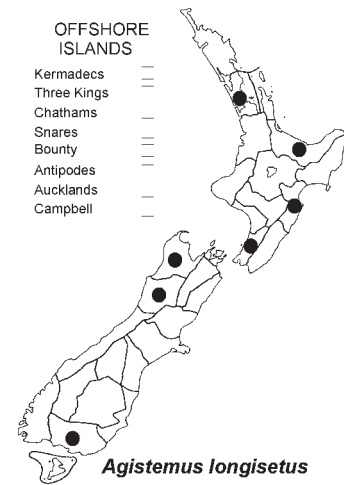 OFFSHORE
ISLANDS
Kermadecs
Three Kings
Chathams
Snares
Bounty
Antipodes
Aucklands
Campbell
Agistemus longisetus